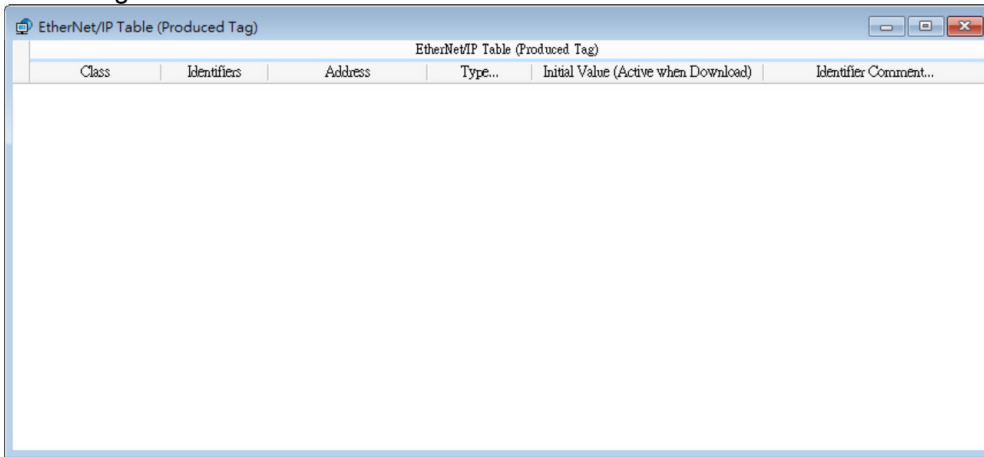 EtherNet/IP Table (Produced Tag)
EtherNet/IP Table (Produced Tag)
Class Identifiers Address Type... Initial Value (Active when Download) Identifier Comment...